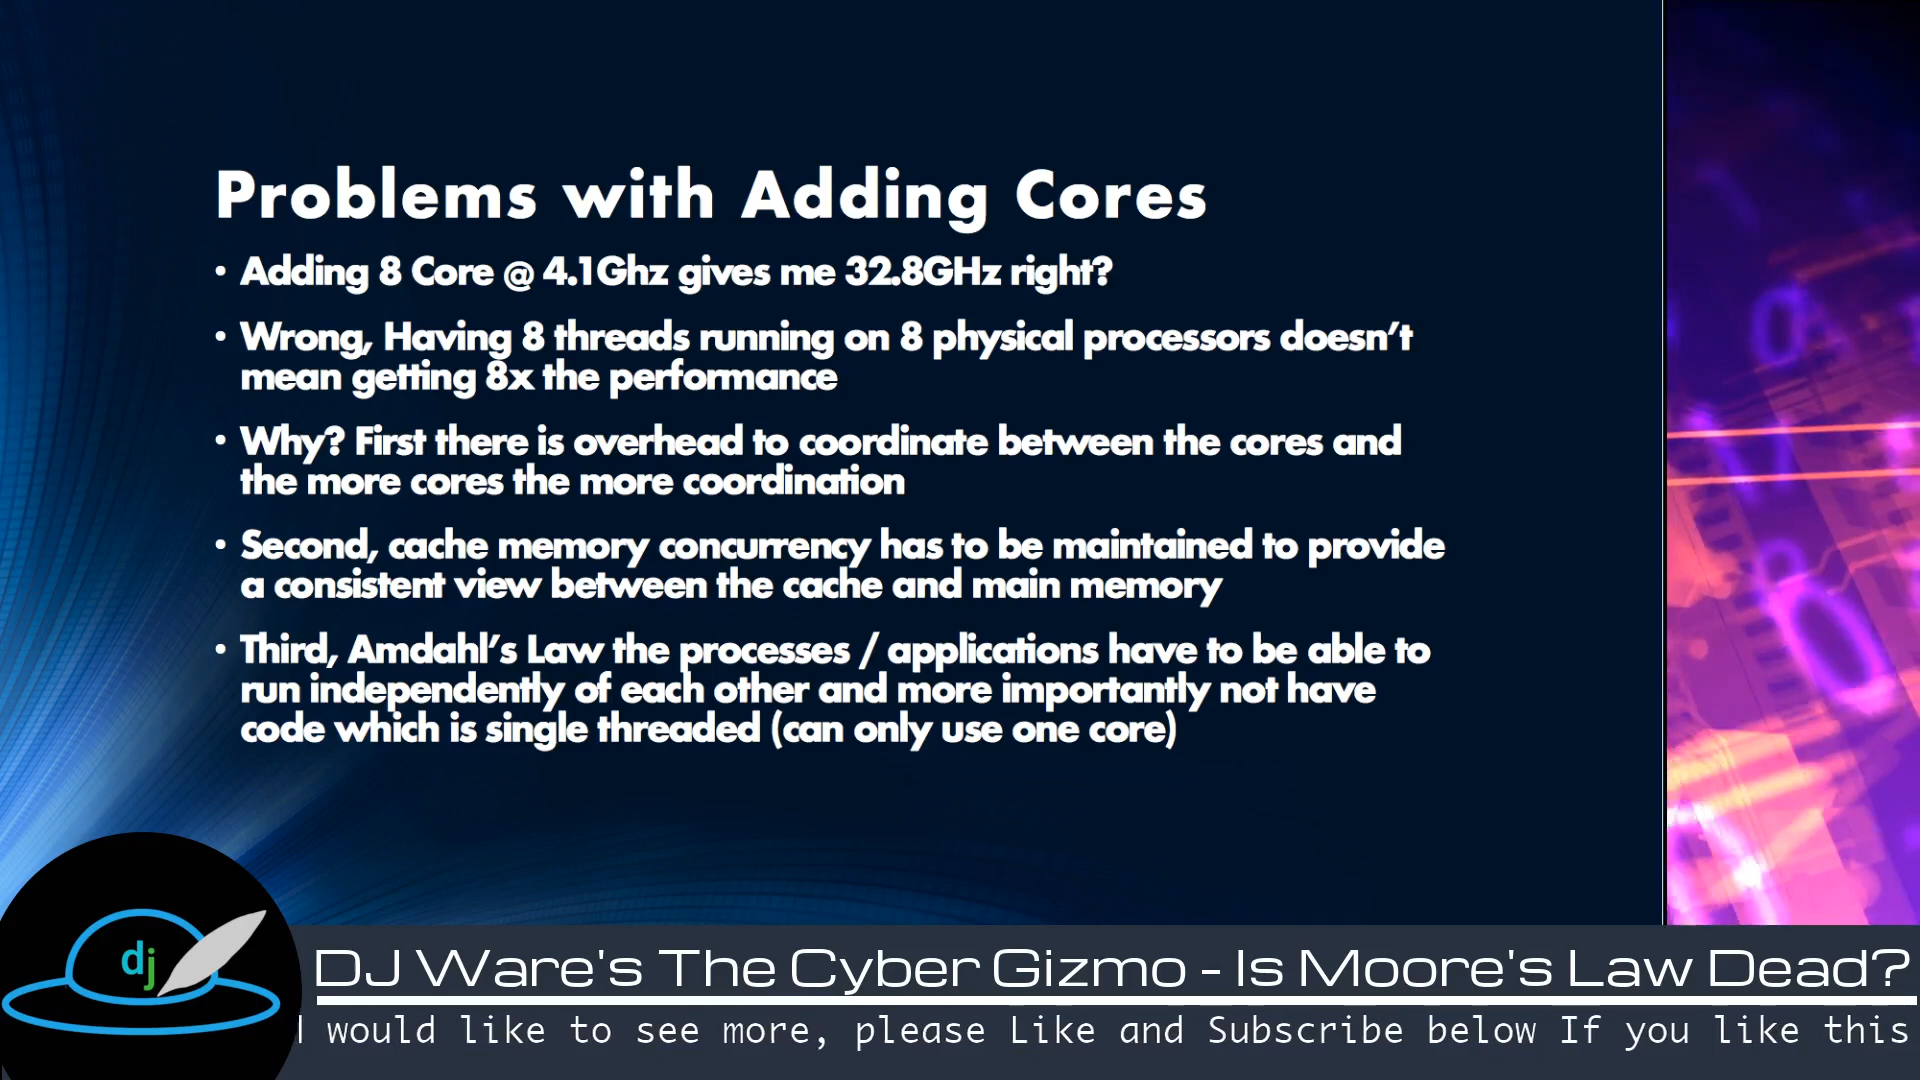 Problems with Adding Cores
• Adding 8 Core @ 4.1Ghz gives me 32.8GHz right?
• Wrong, Having 8 threads running on 8 physical processors doesn’t
mean getting 8x the performance
• Why? First there is overhead to coordinate between the cores and
the more cores the more coordination
• Second, cache memory concurrency has to be maintained to provide
a consistent view between the cache and main memory
• Third, Amdahl’s Law the processes / applications have to be able to
run independently of each other and more importantly not have
code which is single threaded (can only use one core)
dj
DJ Ware's The Cyber Gizmo - Is Moore's Law Dead?
would like to see more, please Like and Subscribe below If you like this